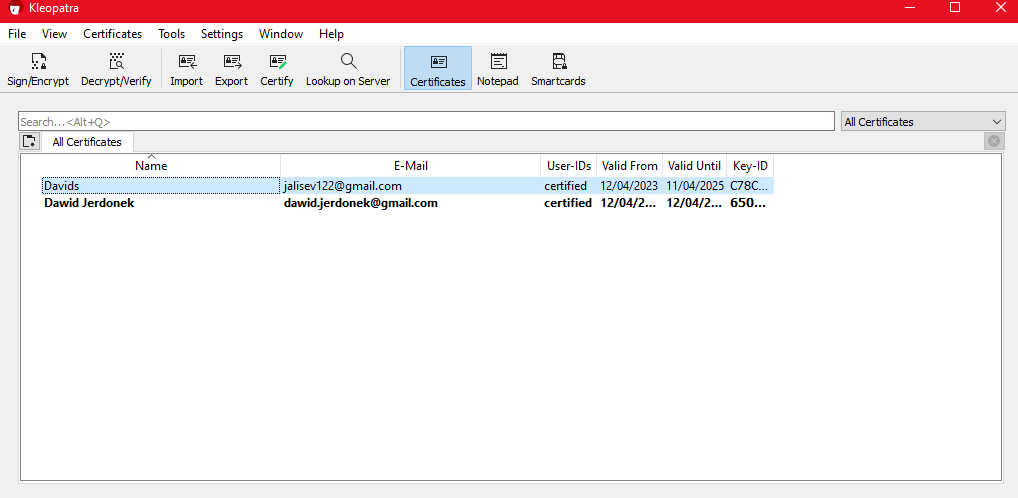 Kleopatra
File View Certificates Tools Settings Window Help
Sign/Encrypt Decrypt/Verify Import Export Certify Lookup on Server Certificates Notepad Smartcards
Search...<Alt+Q> All Certificates
All Certificates
Name E-Mail User-IDs Valid From Valid Until Key-ID
Davids jalisev122@gmail.com certified 12/04/2023 11/04/2025 C78C...
Dawid Jerdonek dawid.jerdonek@gmail.com certified 12/04/2... 12/04/2... 650...